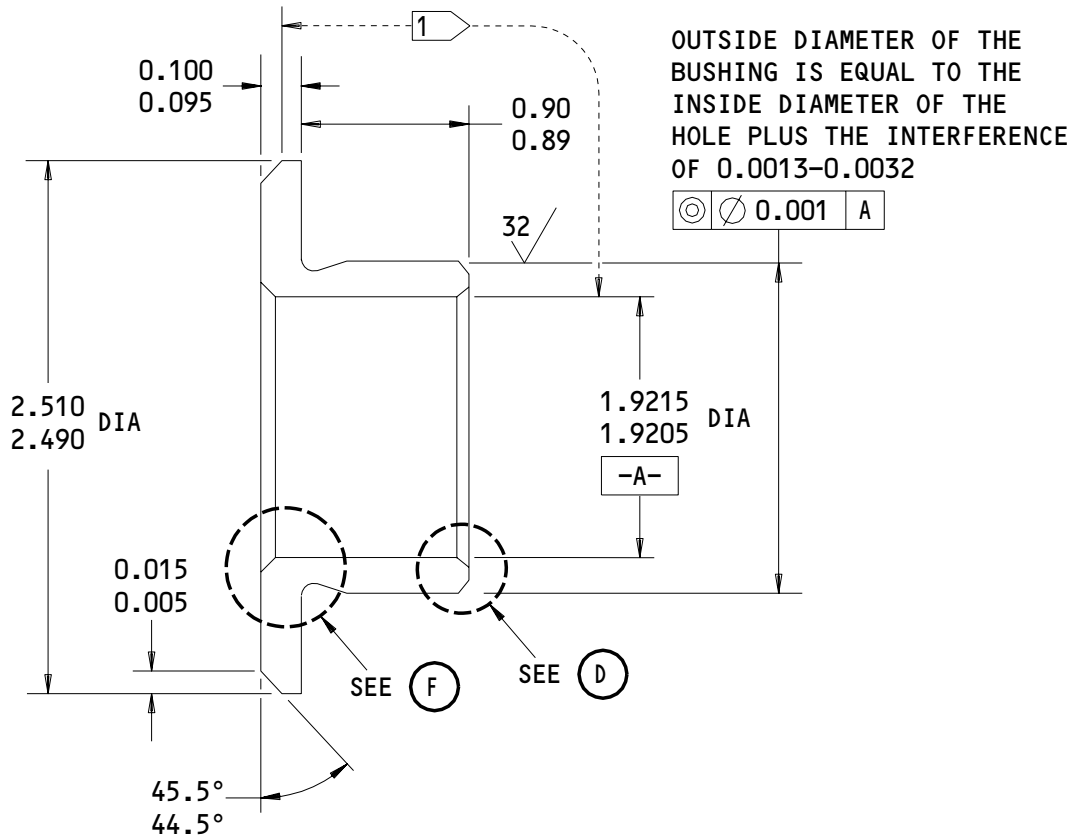 1
OUTSIDE DIAMETER OF THE
BUSHING IS EQUAL TO THE
INSIDE DIAMETER OF THE
HOLE PLUS THE INTERFERENCE
OF 0.0013-0.0032
⌀ 0.001 A
0.100
0.095
0.90
0.89
32
2.510
2.490 DIA
1.9215
1.9205 DIA
-A-
0.015
0.005
SEE F
SEE D
45.5°
44.5°